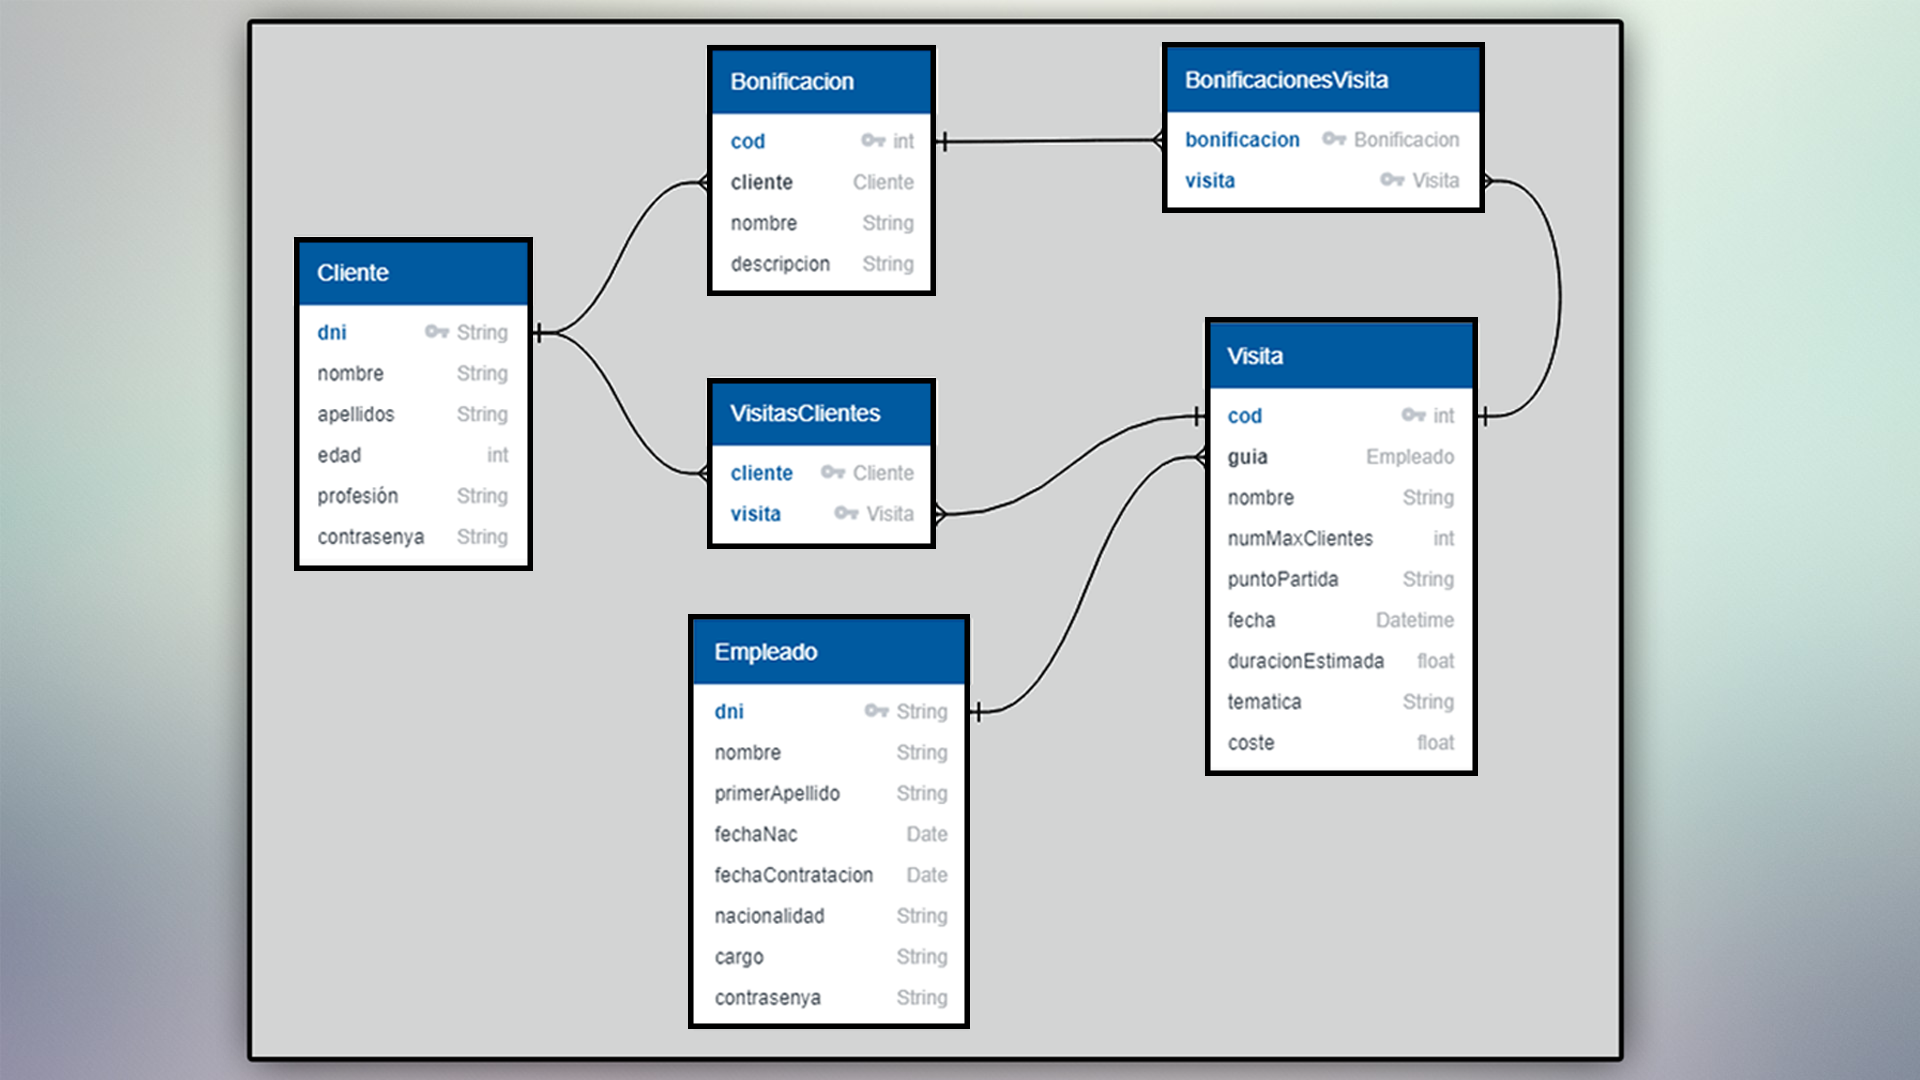 Bonificacion
cod int
cliente Cliente
nombre String
descripcion String
BonificacionesVisita
bonificacion Bonificacion
visita Visita
Cliente
dni String
nombre String
apellidos String
edad int
profesión String
contrasenya String
VisitasClientes
cliente Cliente
visita Visita
Visita
cod int
guia Empleado
nombre String
numMaxClientes int
puntoPartida String
fecha Datetime
duracionEstimada float
tematica String
coste float
Empleado
dni String
nombre String
primerApellido String
fechaNac Date
fechaContratacion Date
nacionalidad String
cargo String
contrasenya String